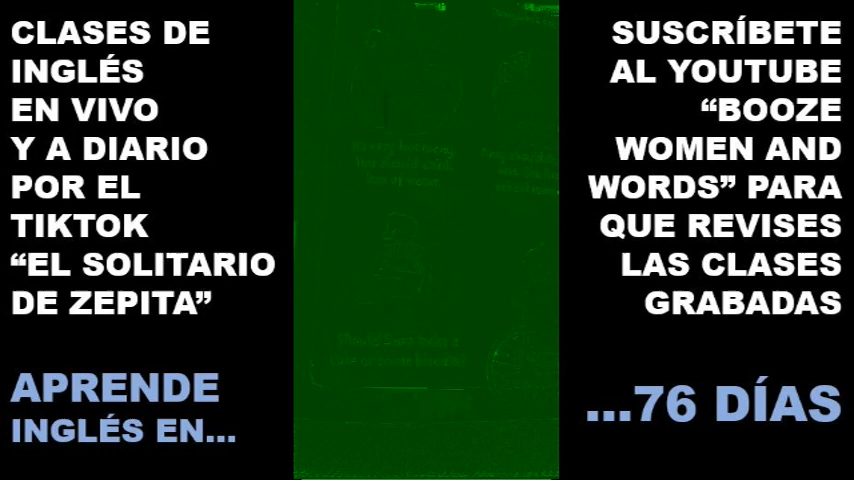 CLASES DE
INGLÉS
EN VIVO
Y A DIARIO
POR EL
TIKTOK
“EL SOLITARIO
DE ZEPITA”
APRENDE
INGLÉS EN...
SUSCRÍBETE
AL YOUTUBE
“BOOZE
WOMEN AND
WORDS” PARA
QUE REVISES
LAS CLASES
GRABADAS
...76 DÍAS